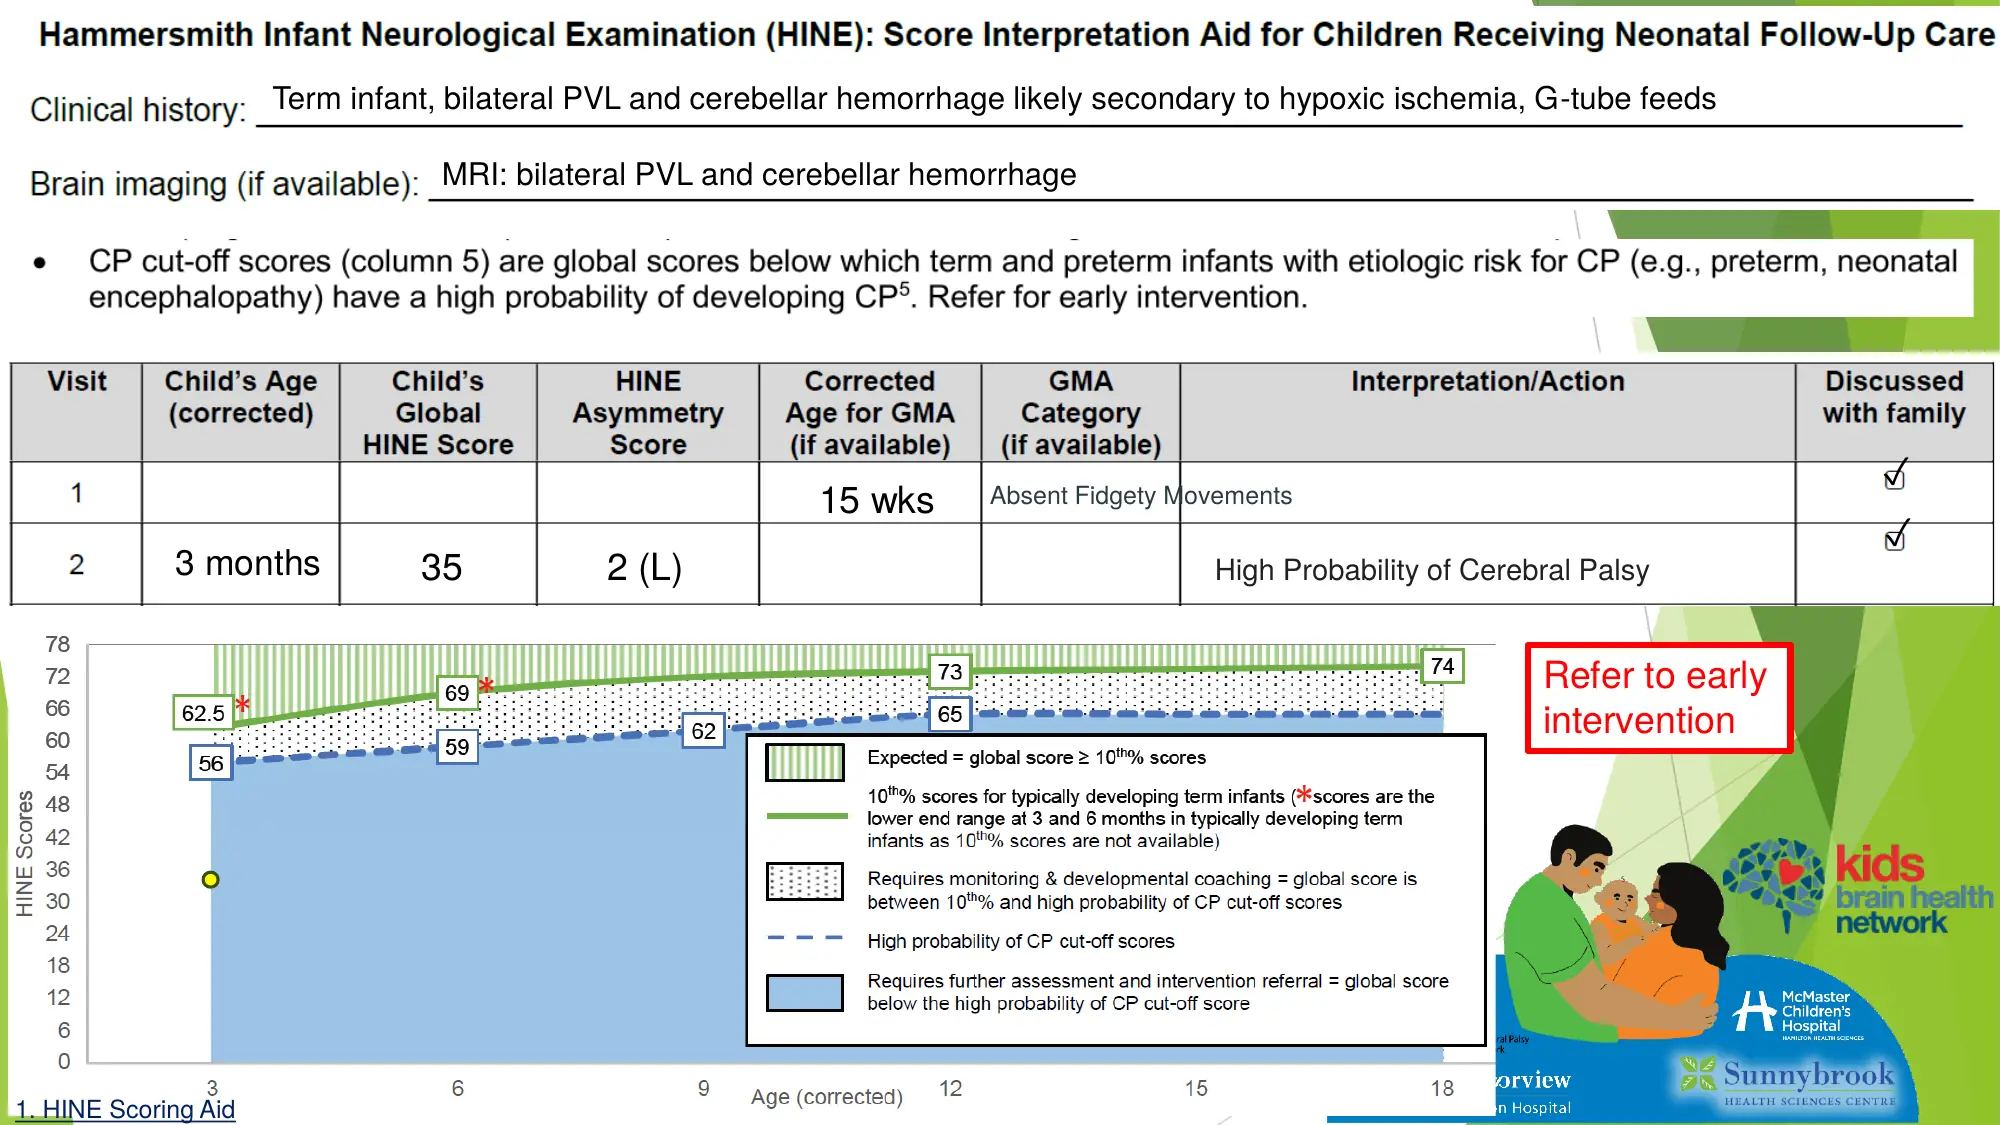 Hammersmith Infant Neurological Examination (HINE): Score Interpretation Aid for Children Receiving Neonatal Follow-Up Care
Clinical history: Term infant, bilateral PVL and cerebellar hemorrhage likely secondary to hypoxic ischemia, G-tube feeds
Brain imaging (if available): MRI: bilateral PVL and cerebellar hemorrhage
• CP cut-off scores (column 5) are global scores below which term and preterm infants with etiologic risk for CP (e.g., preterm, neonatal
encephalopathy) have a high probability of developing CP⁵. Refer for early intervention.
Visit
Child's Age
(corrected)
Child's
Global
HINE Score
HINE
Asymmetry
Score
Corrected
Age for GMA
(if available)
GMA
Category
(if available)
Interpretation/Action
Discussed
with family
1
15 wks
Absent Fidgety Movements
✓
2
3 months
35
2 (L)
High Probability of Cerebral Palsy
✓
HINE Scores
78
72
66
60
54
48
42
36
30
24
18
12
6
0
62.5 *
69 *
73
74
56
59
62
65
Expected = global score ≥ 10th% scores
10th% scores for typically developing term infants (*scores are the
lower end range at 3 and 6 months in typically developing term
infants as 10th% scores are not available)
Requires monitoring & developmental coaching = global score is
between 10th% and high probability of CP cut-off scores
High probability of CP cut-off scores
Requires further assessment and intervention referral = global score
below the high probability of CP cut-off score
3
6
9
12
15
18
Age (corrected)
1. HINE Scoring Aid
Refer to early
intervention
kids
brain health
network
McMaster
Children's
Hospital
HAMILTON HEALTH SCIENCES
ral Palsy
rk
orview
n Hospital
Sunnybrook
HEALTH SCIENCES CENTRE